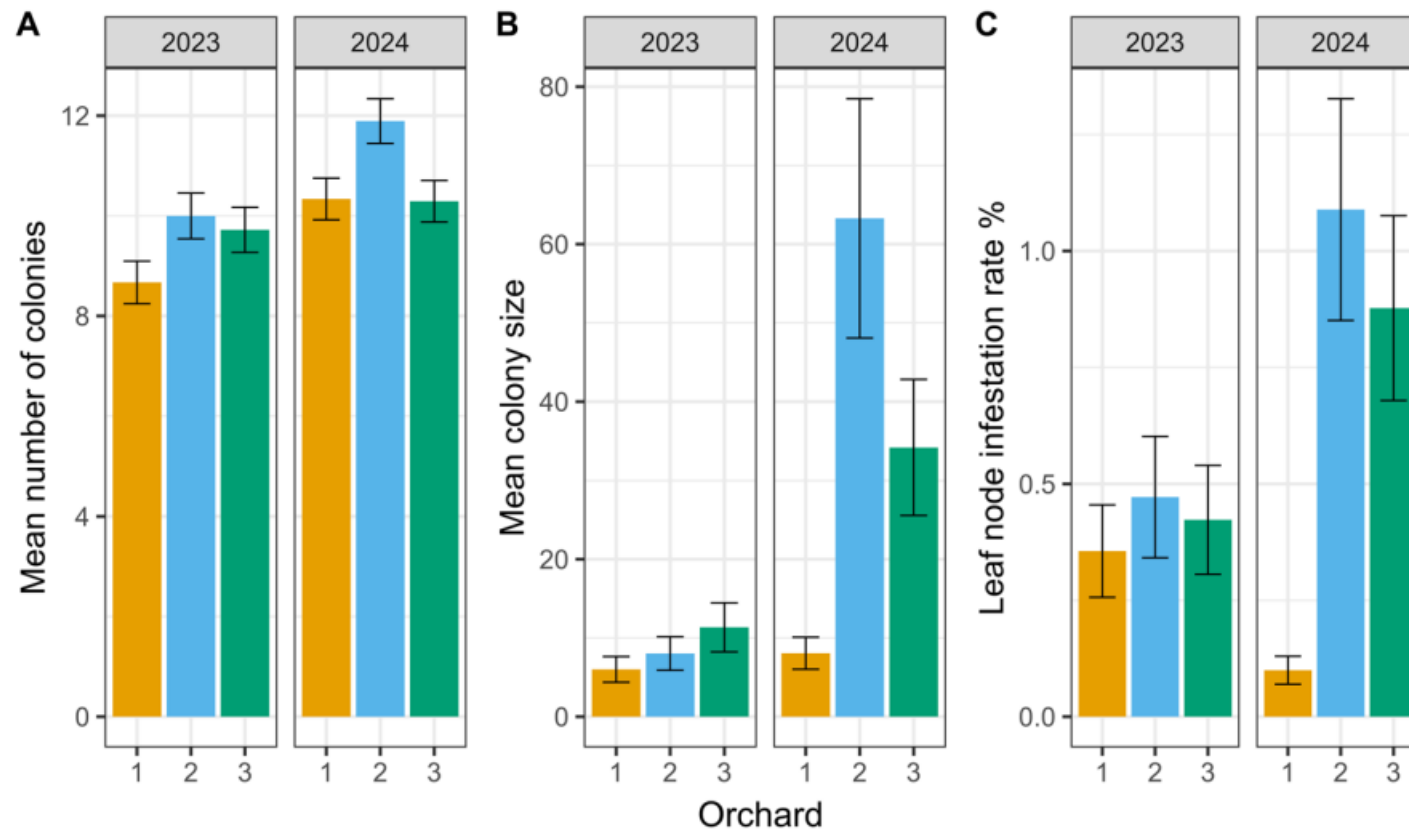 A
2023
2024
Mean number of colonies
12
8
4
0
1 2 3
1 2 3
B
2023
2024
Mean colony size
80
60
40
20
0
1 2 3
1 2 3
C
2023
2024
Leaf node infestation rate %
1.0
0.5
0.0
1 2 3
1 2 3
Orchard